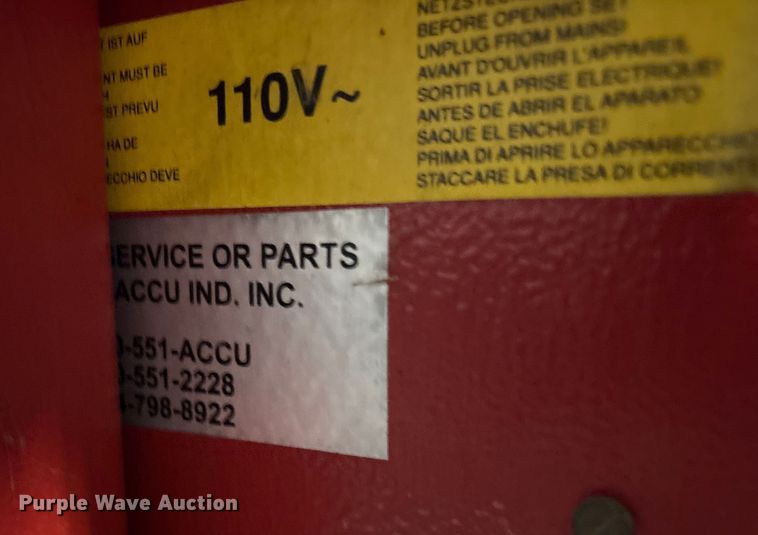 IST AUF
NT MUST BE
ST PREVU
HA DE
ECCHIO DEVE
110V~
BEFORE OPENING SET
UNPLUG FROM MAINS!
AVANT D'OUVRIR L'APPAREIL
SORTIR LA PRISE ELECTRIQUE!
ANTES DE ABRIR EL APARATO
SAQUE EL ENCHUFE!
PRIMA DI APRIRE LO APPARECCHIO
STACCARE LA PRESA DI CORRENTE
SERVICE OR PARTS
ACCU IND. INC.
-551-ACCU
-551-2228
-798-8922
Purple Wave Auction